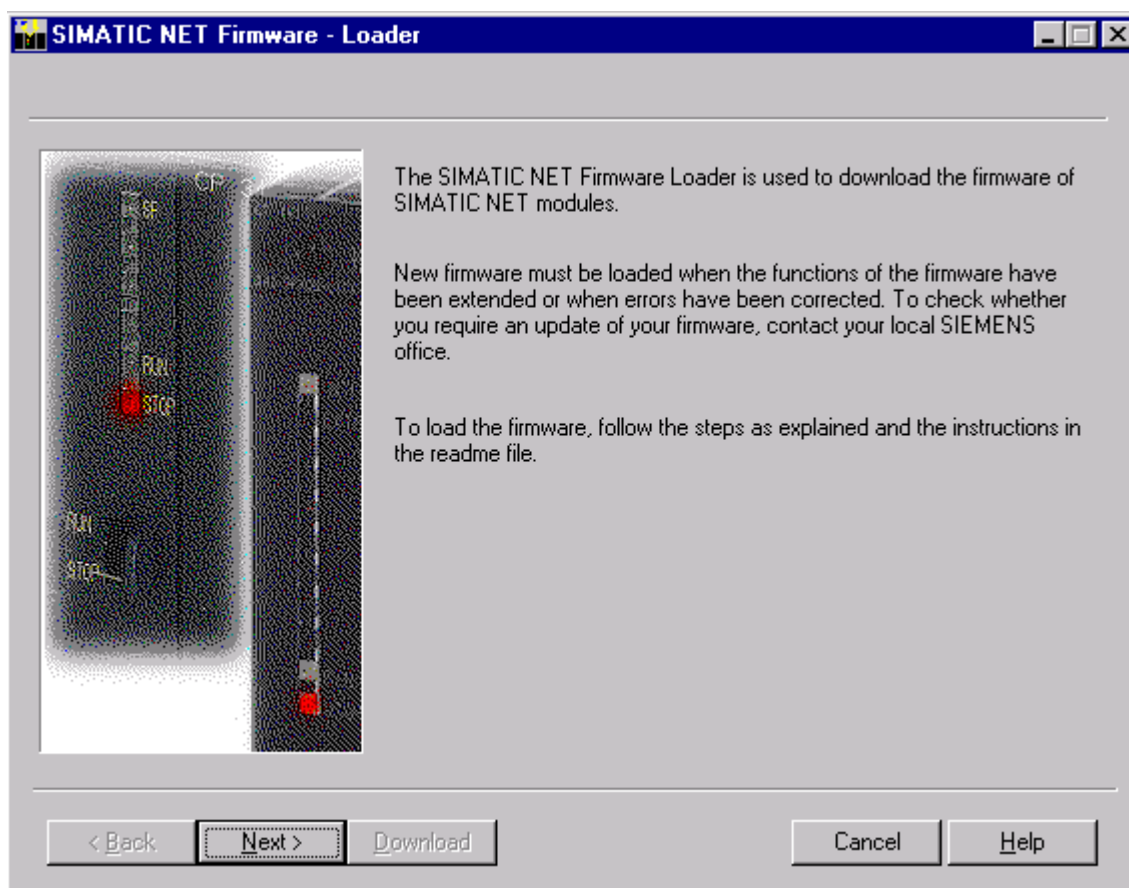 SIMATIC NET Firmware - Loader
CP 3
SF
RUN
STOP
RUN
STOP
The SIMATIC NET Firmware Loader is used to download the firmware of
SIMATIC NET modules.
New firmware must be loaded when the functions of the firmware have
been extended or when errors have been corrected. To check whether
you require an update of your firmware, contact your local SIEMENS
office.
To load the firmware, follow the steps as explained and the instructions in
the readme file.
< Back
Next >
Download
Cancel
Help